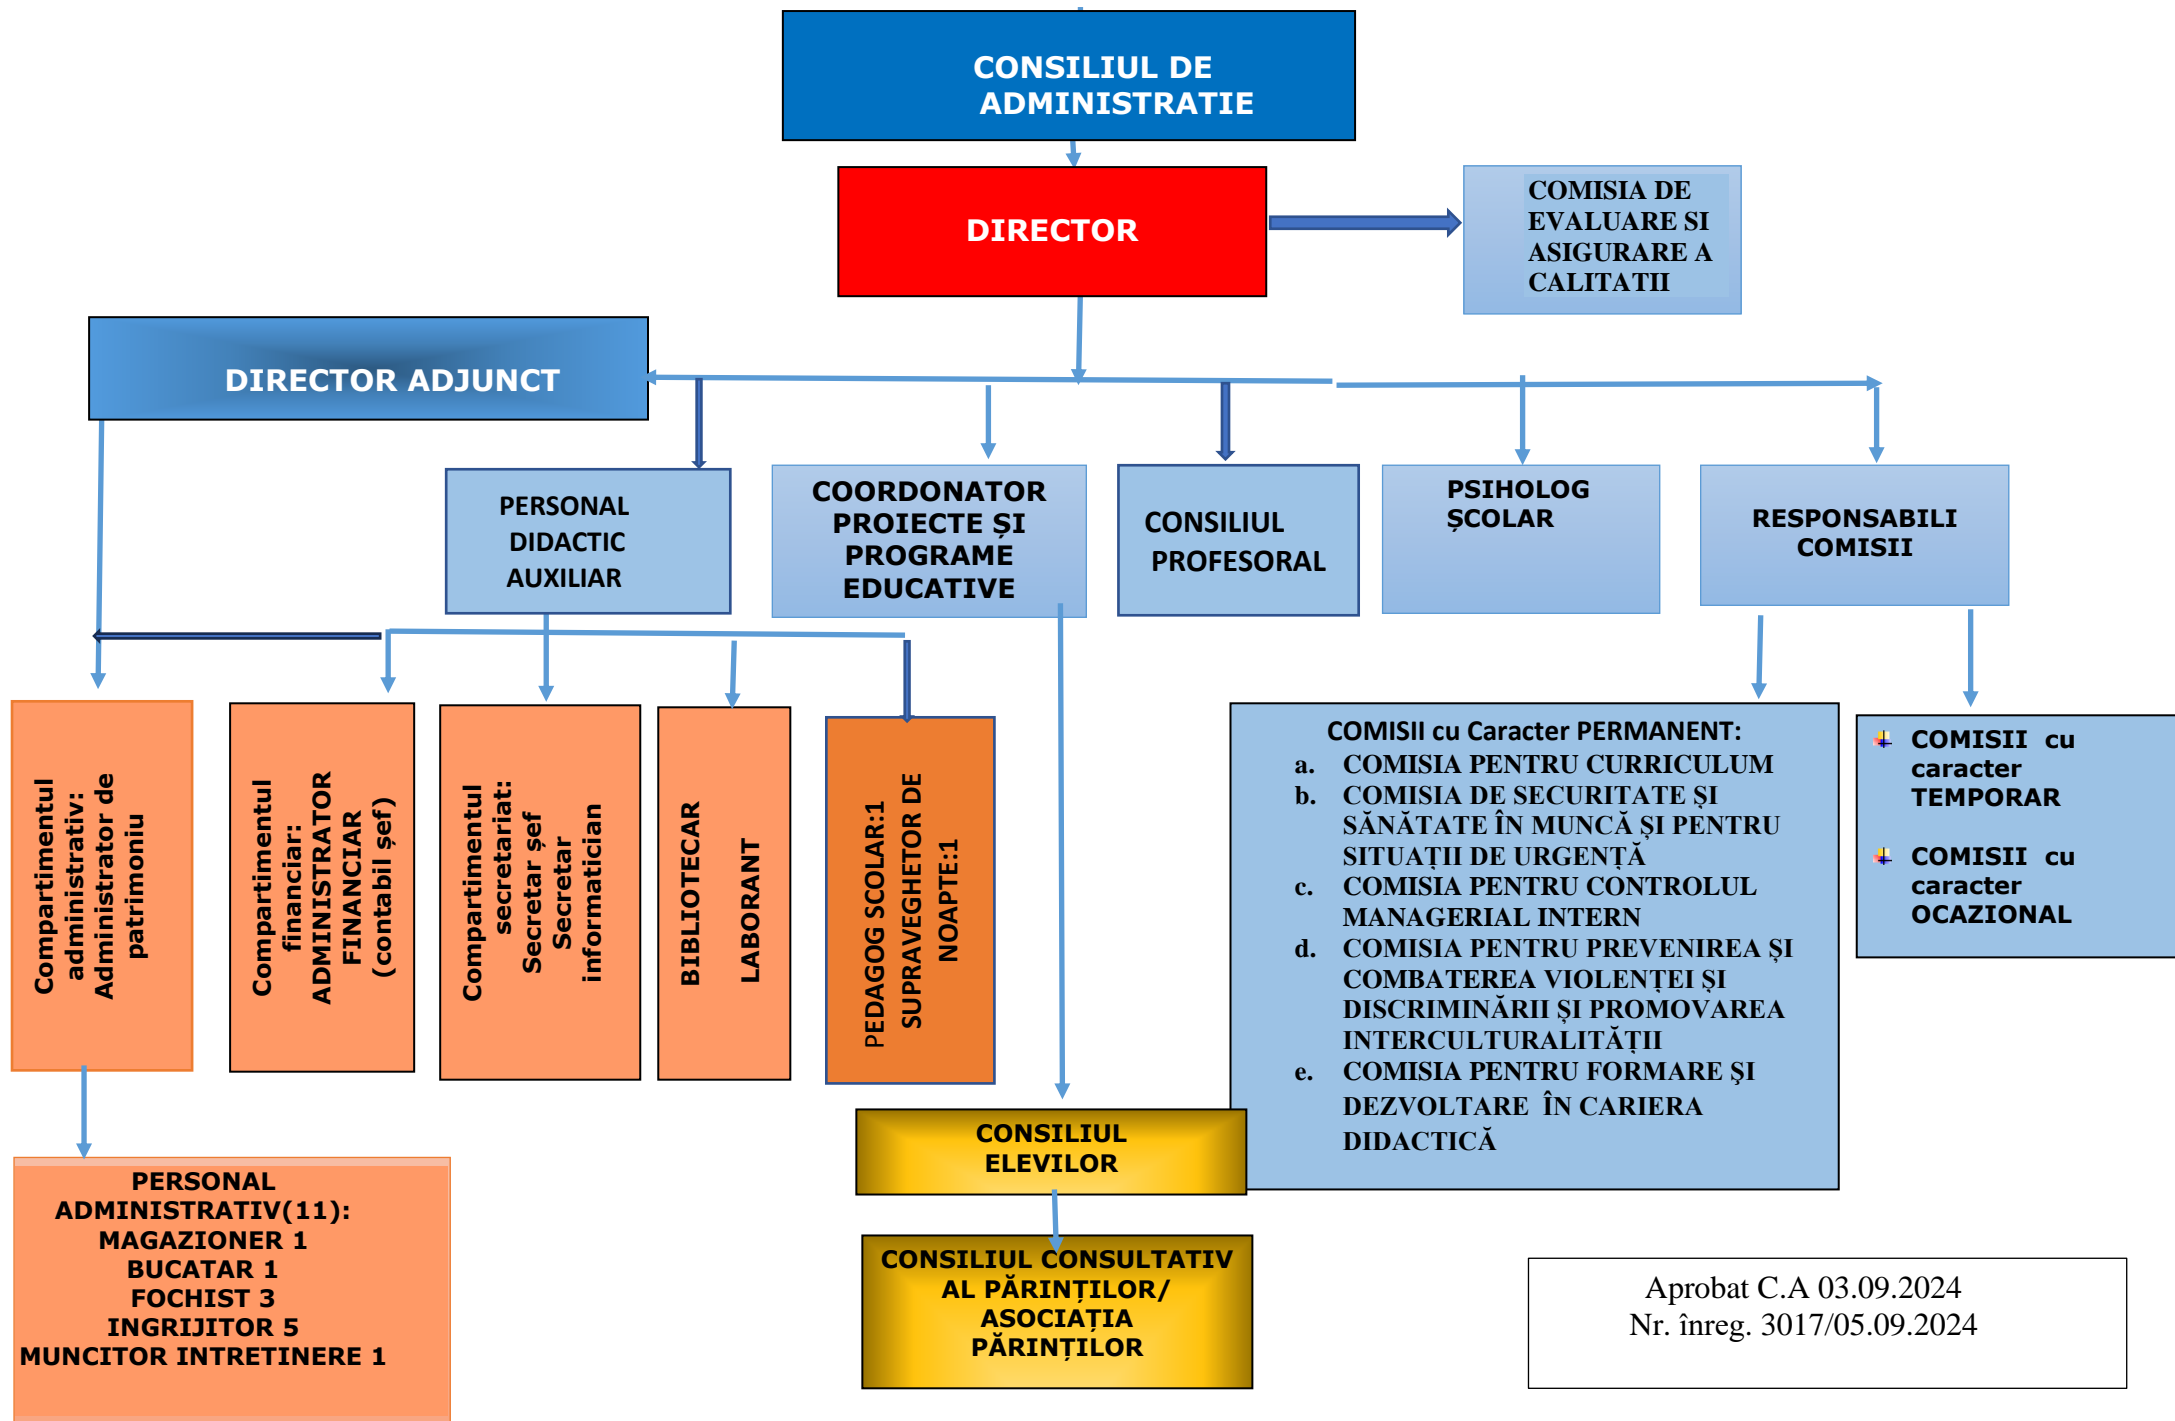 CONSILIUL DE
ADMINISTRATIE
DIRECTOR
COMISIA DE
EVALUARE SI
ASIGURARE A
CALITATII
DIRECTOR ADJUNCT
PERSONAL
DIDACTIC
AUXILIAR
COORDONATOR
PROIECTE ȘI
PROGRAME
EDUCATIVE
CONSILIUL
PROFESORAL
PSIHOLOG
ȘCOLAR
RESPONSABILI
COMISII
Compartimentul
administrativ:
Administrator de
patrimoniu
Compartimentul
financiar:
ADMINISTRATOR
FINANCIAR
(contabil șef)
Compartimentul
secretariat:
Secretar șef
Secretar
informatician
BIBLIOTECAR
LABORANT
PEDAGOG SCOLAR:1
SUPRAVEGHETOR DE
NOAPTE:1
COMISII cu Caracter PERMANENT:
a. COMISIA PENTRU CURRICULUM
b. COMISIA DE SECURITATE ȘI
SĂNĂTATE ÎN MUNCĂ ȘI PENTRU
SITUAȚII DE URGENȚĂ
c. COMISIA PENTRU CONTROLUL
MANAGERIAL INTERN
d. COMISIA PENTRU PREVENIREA ȘI
COMBATEREA VIOLENȚEI ȘI
DISCRIMINĂRII ȘI PROMOVAREA
INTERCULTURALITĂȚII
e. COMISIA PENTRU FORMARE ŞI
DEZVOLTARE ÎN CARIERA
DIDACTICĂ
COMISII cu
caracter
TEMPORAR
COMISII cu
caracter
OCAZIONAL
CONSILIUL
ELEVILOR
CONSILIUL CONSULTATIV
AL PĂRINȚILOR/
ASOCIAȚIA
PĂRINȚILOR
PERSONAL
ADMINISTRATIV(11):
MAGAZIONER 1
BUCATAR 1
FOCHIST 3
INGRIJITOR 5
MUNCITOR INTRETINERE 1
Aprobat C.A 03.09.2024
Nr. înreg. 3017/05.09.2024